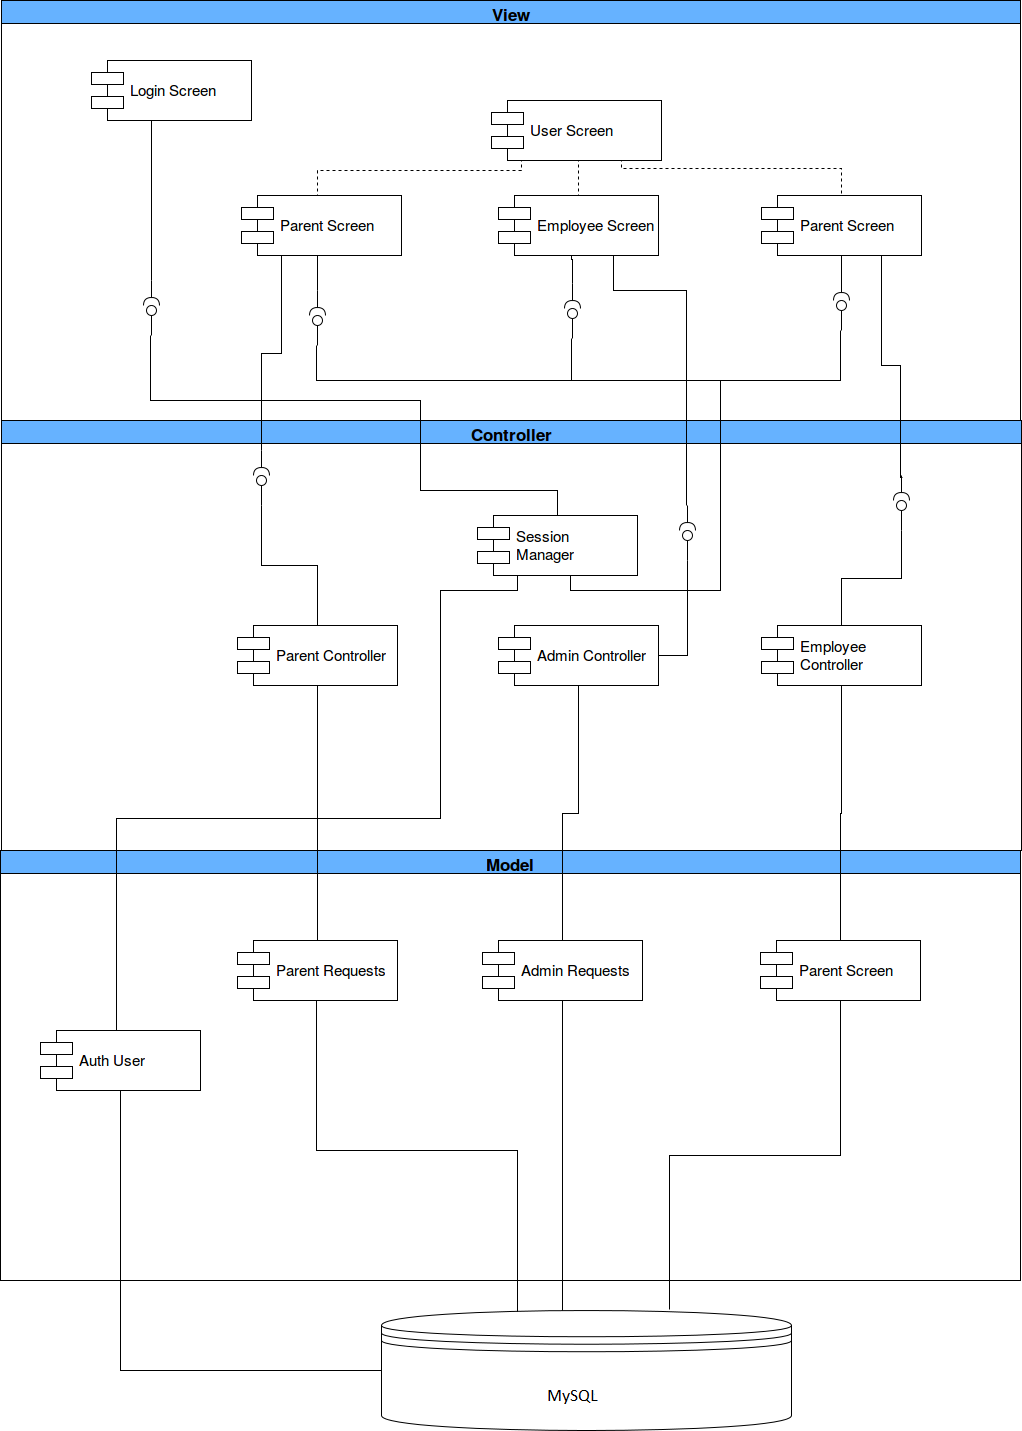 View
Login Screen
User Screen
Parent Screen
Employee Screen
Parent Screen
Controller
Session
Manager
Parent Controller
Admin Controller
Employee
Controller
Model
Parent Requests
Admin Requests
Parent Screen
Auth User
MySQL